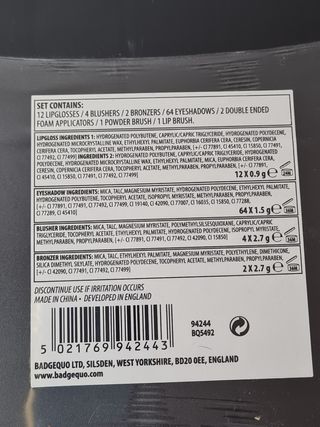 SET CONTAINS:
12 LIPGLOSSES / 4 BLUSHERS / 2 BRONZERS / 64 EYESHADOWS / 2 DOUBLE ENDED
FOAM APPLICATORS / 1 POWDER BRUSH / 1 LIP BRUSH.
LIPGLOSS INGREDIENTS 1: HYDROGENATED POLYBUTENE, CAPRYLIC/CAPRIC TRIGLYCERIDE, HYDROGENATED POLYDECENE,
HYDROGENATED MICROCRYSTALLINE WAX, ETHYLHEXYL PALMITATE, EUPHORBIA CERIFERA CERA, CERESIN, COPERNICIA
CERIFERA CERA, TOCOPHERYL ACETATE, METHYLPARABEN, PROPYLPARABEN, [+/- CI 45410, CI 15850, CI 77491,
CI 77492, CI 77499] INGREDIENTS 2: HYDROGENATED POLYBUTENE, CAPRYLIC/CAPRIC TRIGLYCERIDE,
HYDROGENATED POLYDECENE, ETHYLHEXYL PALMITATE, MICA, EUPHORBIA CERIFERA CERA,
CERESIN, COPERNICIA CERIFERA CERA, TOCOPHERYL ACETATE, METHYLPARABEN, PROPYLPARABEN, [+/- CI 77891,
CI 45410, CI 15850, CI 77491, CI 77492, CI 77499]
12 X 0.9 g e 24M
EYESHADOW INGREDIENTS: MICA, TALC, MAGNESIUM MYRISTATE, HYDROGENATED POLYDECENE, ETHYLHEXYL PALMITATE,
HYDROGENATED POLYBUTENE, TOCOPHERYL ACETATE, ISOPROPYL MYRISTATE, METHYLPARABEN, PROPYLPARABEN,
[+/- CI 77891, CI 77491, CI 77492, CI 77499, CI 19140, CI 42090, CI 77007, CI 16035, CI 15850, CI 77288,
CI 77289, CI 45410]
64 X 1.5 g e 36M
BLUSHER INGREDIENTS: MICA, TALC, MAGNESIUM MYRISTATE, POLYMETHYLSILSESQUIOXANE, CAPRYLIC/CAPRIC
TRIGLYCERIDE, TOCOPHERYL ACETATE, DIMETHICONE, ETHYLHEXYL PALMITATE, ISOPROPYL MYRISTATE,
METHYLPARABEN, PROPYLPARABEN, [+/- CI 77891, CI 77491, CI 77492, CI 42090, CI 15850]
4 X 2.7 g e 36M
BRONZER INGREDIENTS: MICA, TALC, ETHYLHEXYL PALMITATE, MAGNESIUM MYRISTATE, POLYETHYLENE, DIMETHICONE,
SILICA DIMETHYL SILYLATE, HYDROGENATED POLYDECENE, TOCOPHERYL ACETATE, METHYLPARABEN, PROPYLPARABEN,
[+/- CI 42090, CI 77491, CI 77492, CI 77499]
2 X 2.7 g e 36M
DISCONTINUE USE IF IRRITATION OCCURS
MADE IN CHINA • DEVELOPED IN ENGLAND
94244
BQ5492
5 021769 942443
BADGEQUO LTD, SILSDEN, WEST YORKSHIRE, BD20 0EE, ENGLAND
www.badgequo.com